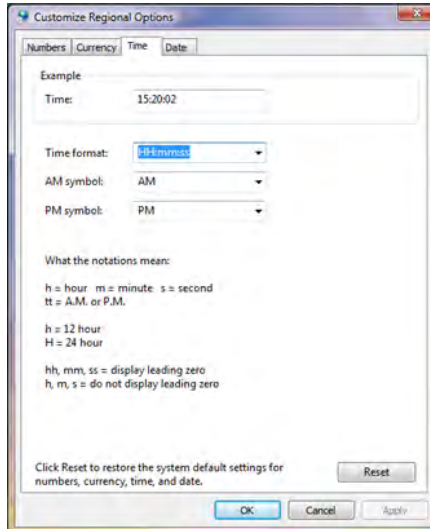 Customize Regional Options
Numbers Currency Time Date
Example
Time: 15:20:02
Time format: HH:mm:ss
AM symbol: AM
PM symbol: PM
What the notations mean:
h = hour m = minute s = second
tt = A.M. or P.M.
h = 12 hour
H = 24 hour
hh, mm, ss = display leading zero
h, m, s = do not display leading zero
Click Reset to restore the system default settings for
numbers, currency, time, and date.
Reset
OK Cancel Apply